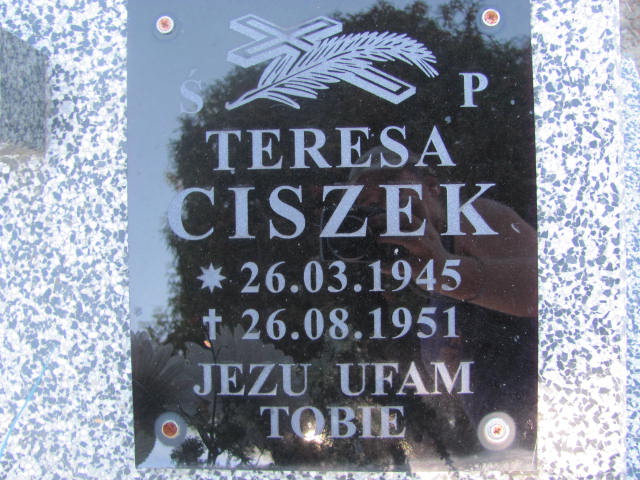 Ś P
TERESA
CISZEK
* 26.03.1945
✝ 26.08.1951
JEZU UFAM
TOBIE